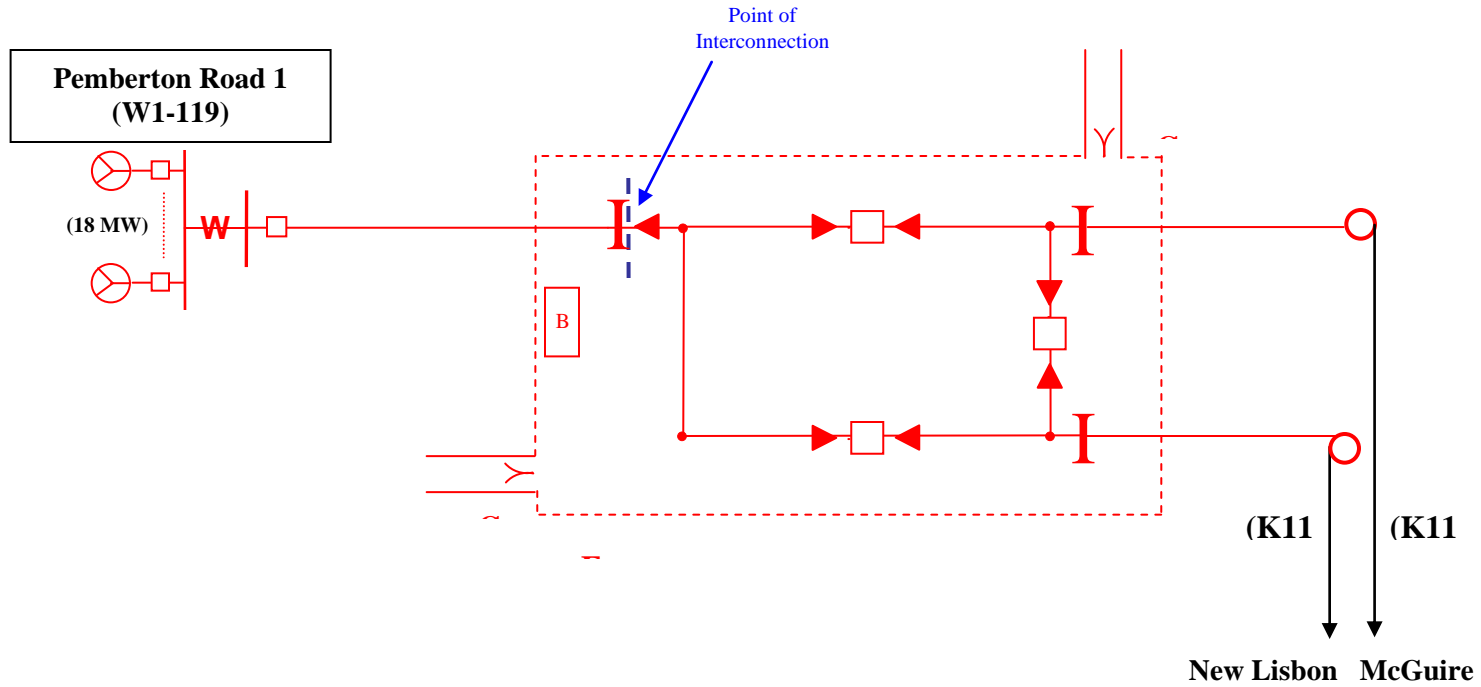 Point of
Interconnection
Pemberton Road 1
(W1-119)
(18 MW)
B
(K11
(K11
New Lisbon
McGuire